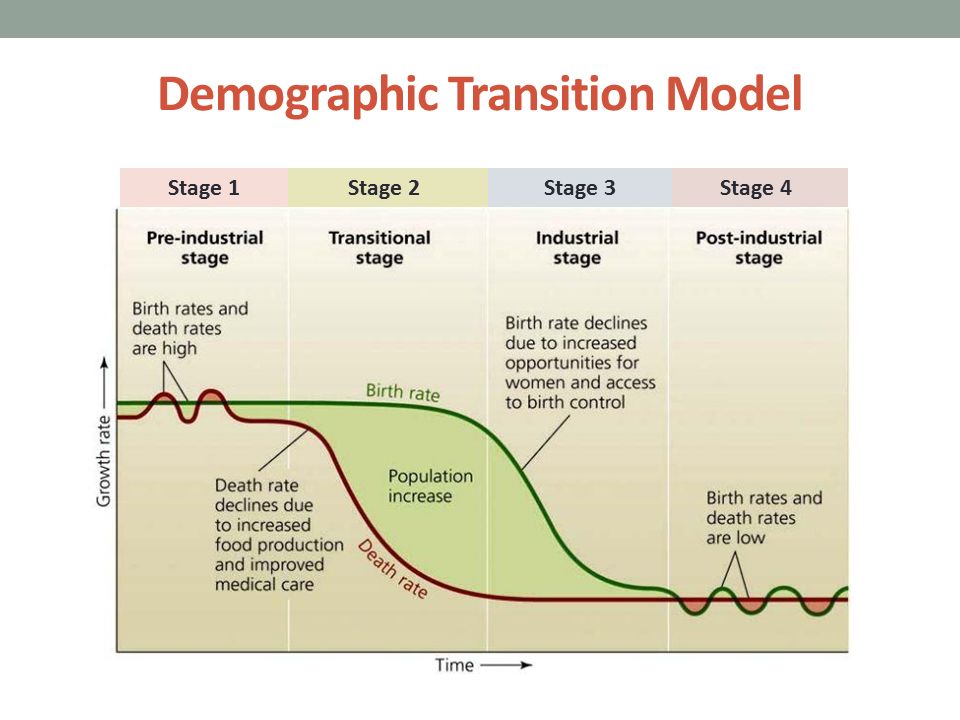 Demographic Transition Model
Stage 1
Stage 2
Stage 3
Stage 4
Pre-industrial
stage
Transitional
stage
Industrial
stage
Post-industrial
stage
Birth rates and
death rates
are high
Birth rate
Birth rate declines
due to increased
opportunities for
women and access
to birth control
Growth rate
Death rate
declines due
to increased
food production
and improved
medical care
Population
increase
Death rate
Birth rates and
death rates
are low
Time